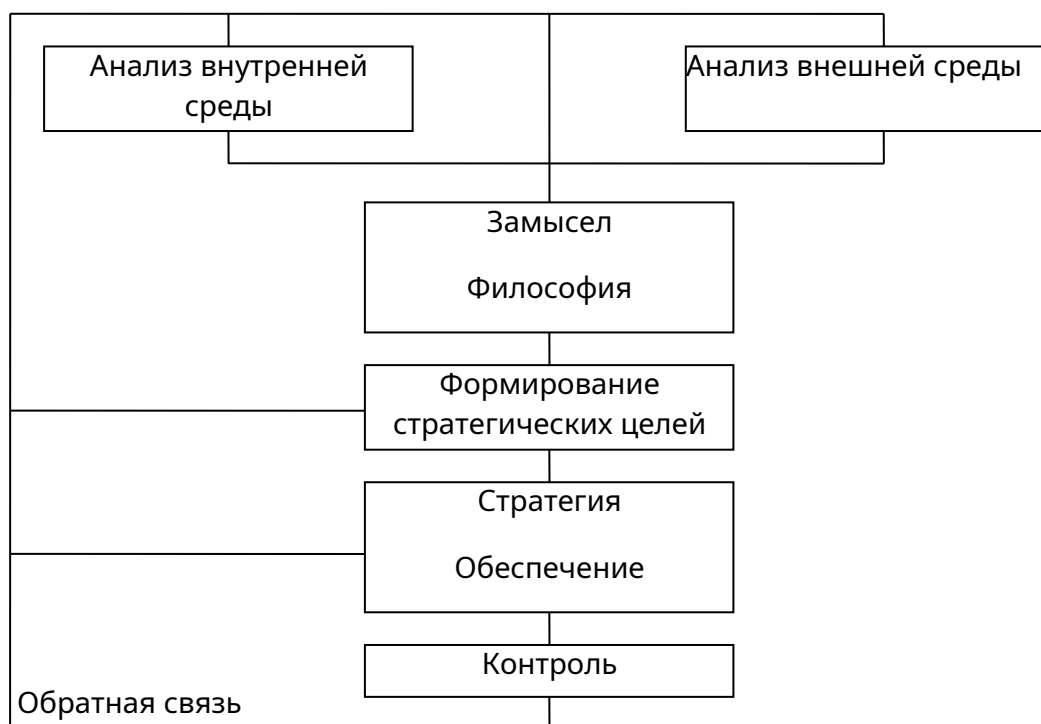 Анализ внутренней
среды
Анализ внешней среды
Замысел
Философия
Формирование
стратегических целей
Стратегия
Обеспечение
Контроль
Обратная связь